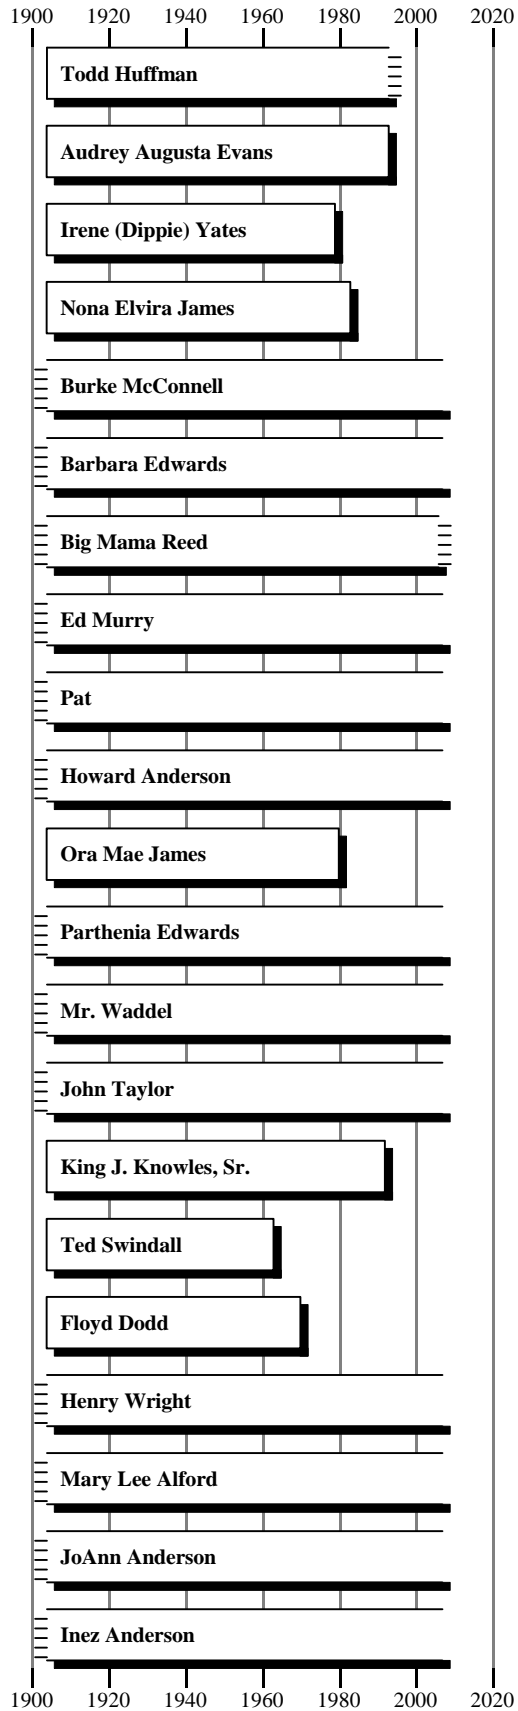 1900 1920 1940 1960 1980 2000 2020
Todd Huffman
Audrey Augusta Evans
Irene (Dippie) Yates
Nona Elvira James
Burke McConnell
Barbara Edwards
Big Mama Reed
Ed Murry
Pat
Howard Anderson
Ora Mae James
Parthenia Edwards
Mr. Waddel
John Taylor
King J. Knowles, Sr.
Ted Swindall
Floyd Dodd
Henry Wright
Mary Lee Alford
JoAnn Anderson
Inez Anderson
1900 1920 1940 1960 1980 2000 2020